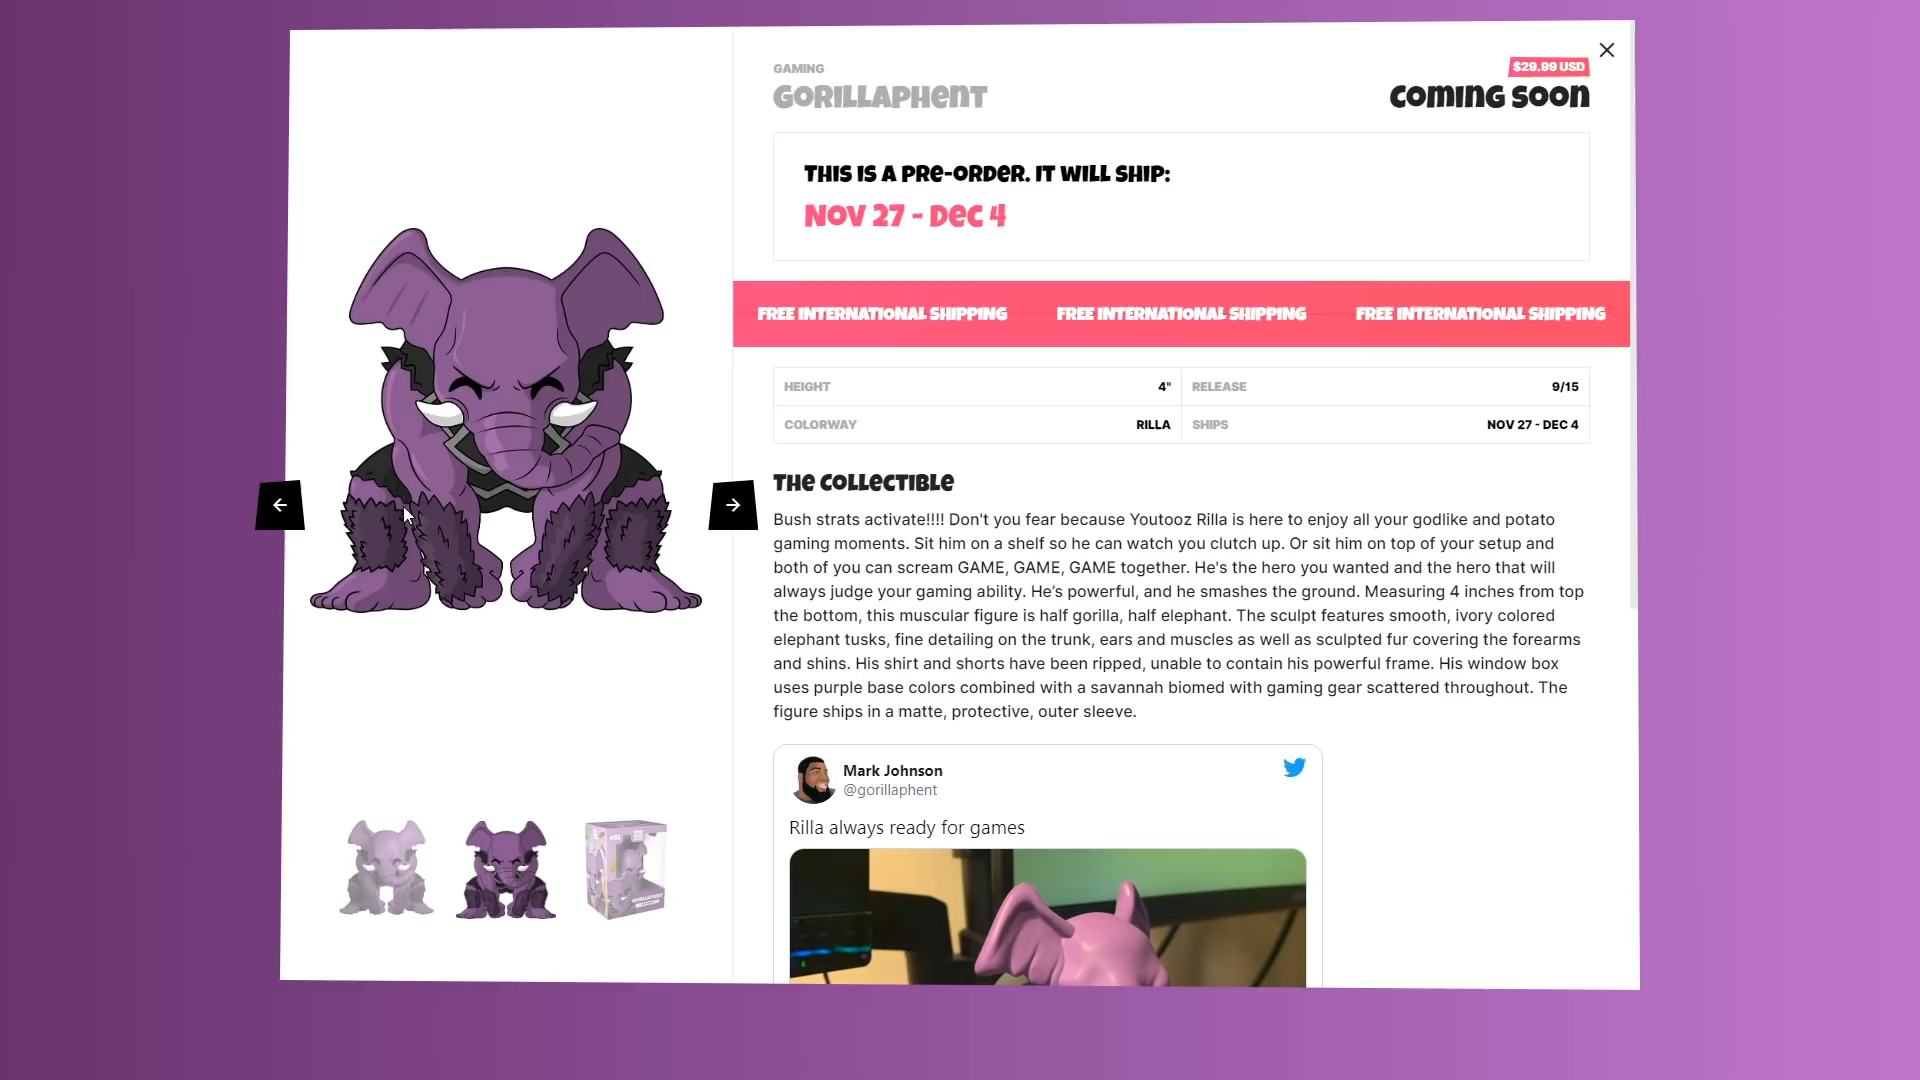 GAMING
GORILLAPHENT
$29.99 USD
COMING SOON
THIS IS A PRE-ORDER. IT WILL SHIP:
NOV 27 - DEC 4
FREE INTERNATIONAL SHIPPING FREE INTERNATIONAL SHIPPING FREE INTERNATIONAL SHIPPING
HEIGHT 4" RELEASE 9/15
COLORWAY RILLA SHIPS NOV 27 - DEC 4
THE COLLECTIBLE
Bush strats activate!!!! Don't you fear because Youtooz Rilla is here to enjoy all your godlike and potato
gaming moments. Sit him on a shelf so he can watch you clutch up. Or sit him on top of your setup and
both of you can scream GAME, GAME, GAME together. He's the hero you wanted and the hero that will
always judge your gaming ability. He’s powerful, and he smashes the ground. Measuring 4 inches from top
the bottom, this muscular figure is half gorilla, half elephant. The sculpt features smooth, ivory colored
elephant tusks, fine detailing on the trunk, ears and muscles as well as sculpted fur covering the forearms
and shins. His shirt and shorts have been ripped, unable to contain his powerful frame. His window box
uses purple base colors combined with a savannah biomed with gaming gear scattered throughout. The
figure ships in a matte, protective, outer sleeve.
Mark Johnson
@gorillaphent
Rilla always ready for games
GORILLAPHENT